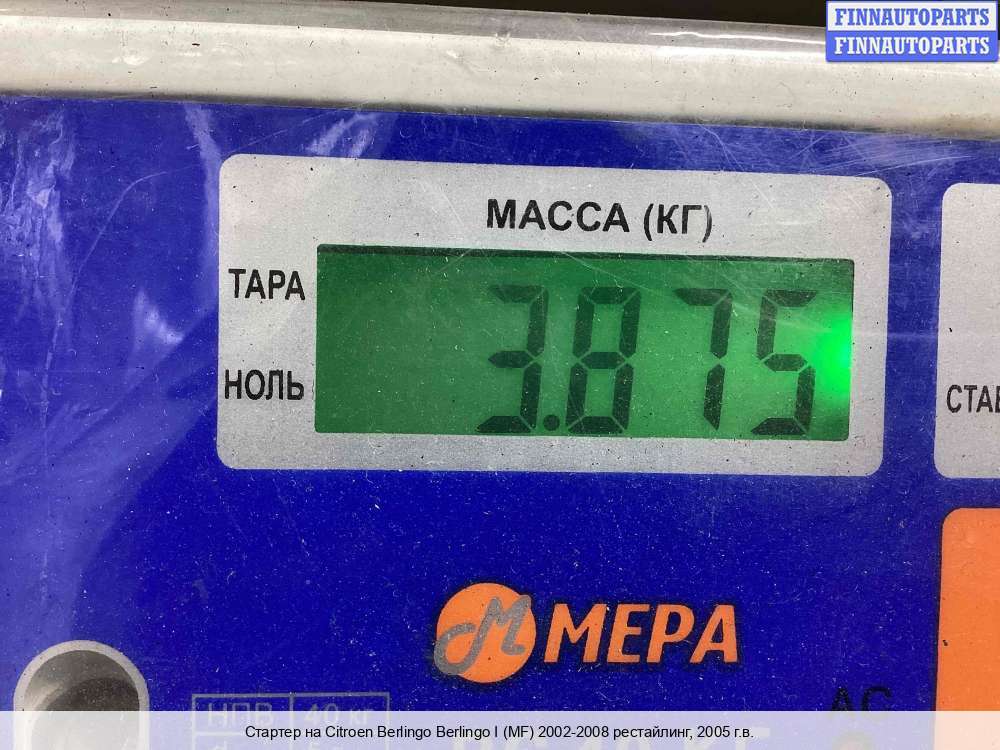 FINNAUTOPARTS
FINNAUTOPARTS
МАССА (КГ)
ТАРА
3.875
НОЛЬ
МЕРА
НПВ 40 кг
Стартер на Citroen Berlingo Berlingo I (MF) 2002-2008 рестайлинг, 2005 г.в.